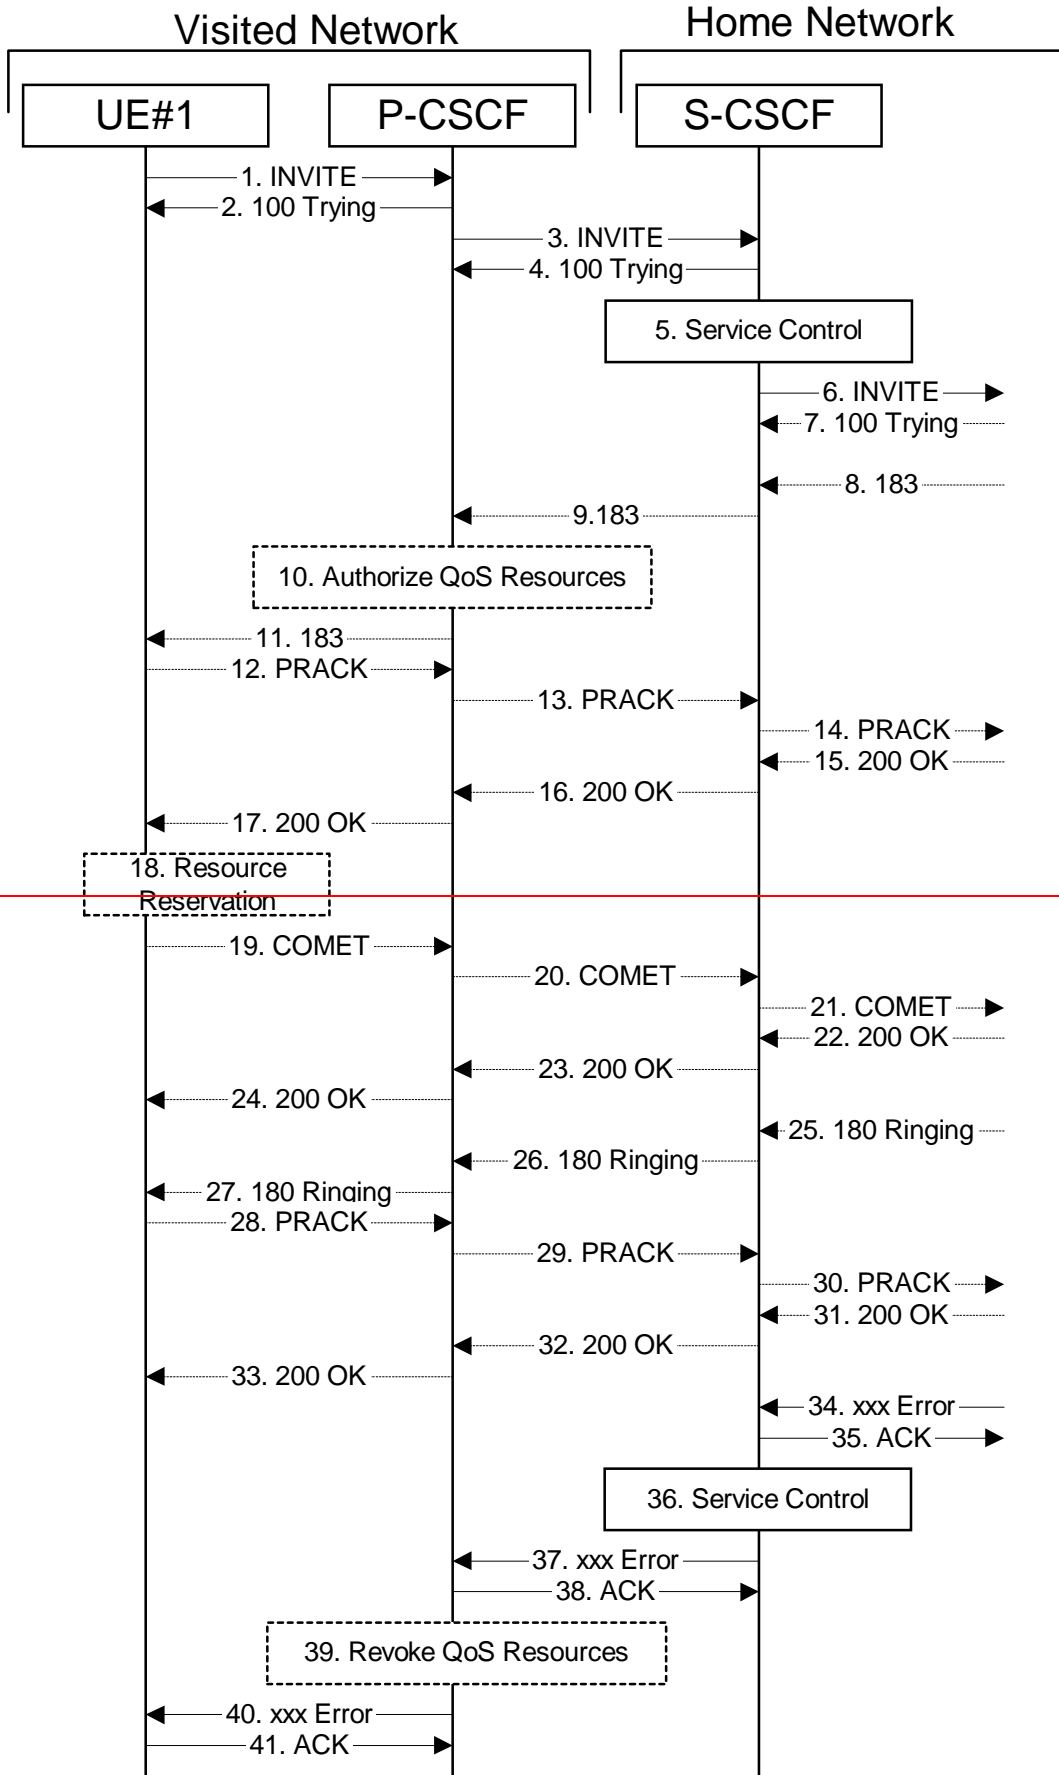 Visited Network
Home Network
UE#1
P-CSCF
S-CSCF
1. INVITE
2. 100 Trying
3. INVITE
4. 100 Trying
5. Service Control
6. INVITE
7. 100 Trying
8. 183
9.183
10. Authorize QoS Resources
11. 183
12. PRACK
13. PRACK
14. PRACK
15. 200 OK
16. 200 OK
17. 200 OK
18. Resource
Reservation
19. COMET
20. COMET
21. COMET
22. 200 OK
23. 200 OK
24. 200 OK
25. 180 Ringing
26. 180 Ringing
27. 180 Ringing
28. PRACK
29. PRACK
30. PRACK
31. 200 OK
32. 200 OK
33. 200 OK
34. xxx Error
35. ACK
36. Service Control
37. xxx Error
38. ACK
39. Revoke QoS Resources
40. xxx Error
41. ACK